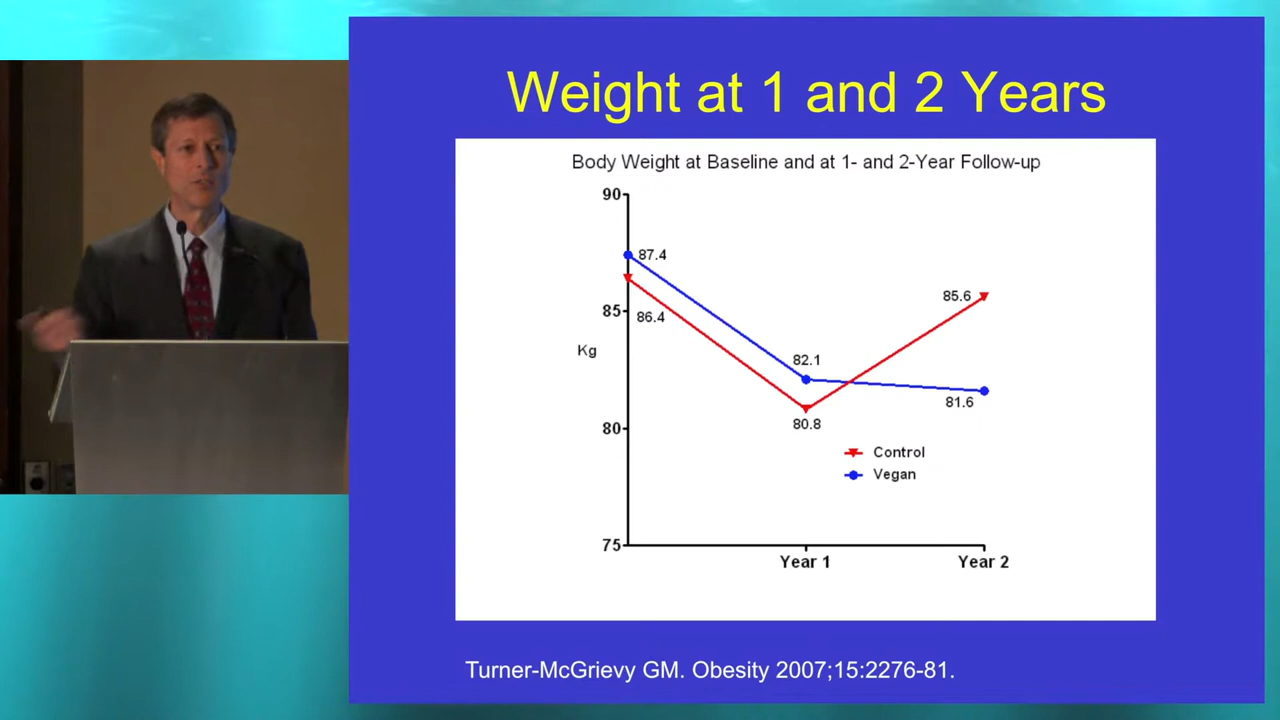 Weight at 1 and 2 Years
Body Weight at Baseline and at 1- and 2-Year Follow-up
90
87.4
85.6
85
86.4
Kg
82.1
81.6
80.8
80
Control
Vegan
75
Year 1
Year 2
Turner-McGrievy GM. Obesity 2007;15:2276-81.